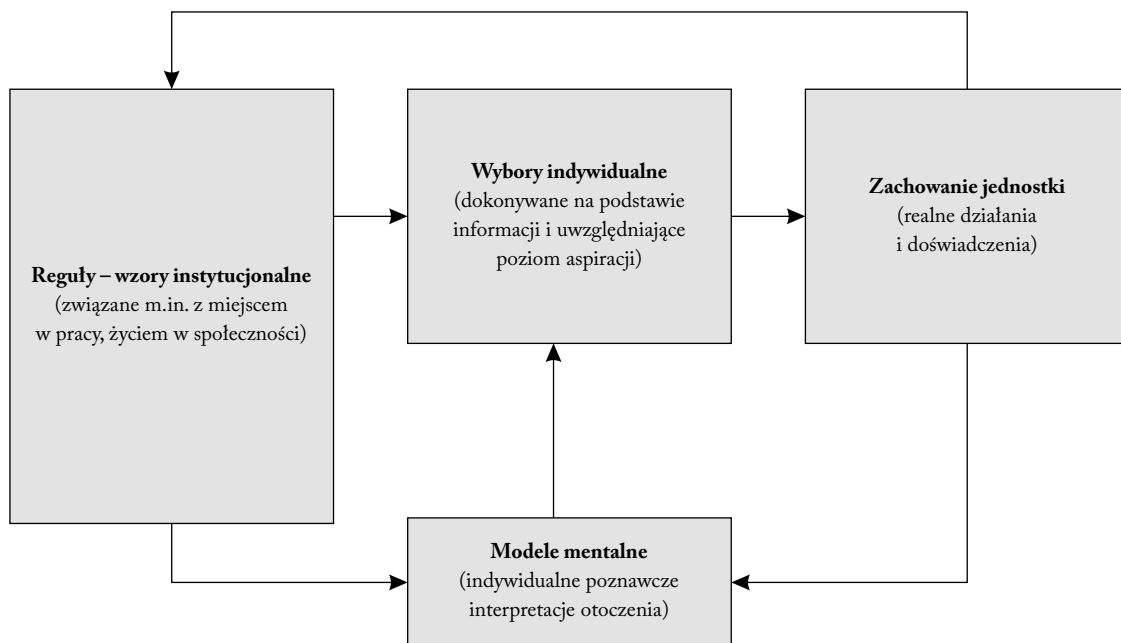 Reguły – wzory instytucjonalne
(związane m.in. z miejscem
w pracy, życiem w społeczności)
Wybory indywidualne
(dokonywane na podstawie
informacji i uwzględniające
poziom aspiracji)
Zachowanie jednostki
(realne działania
i doświadczenia)
Modele mentalne
(indywidualne poznawcze
interpretacje otoczenia)